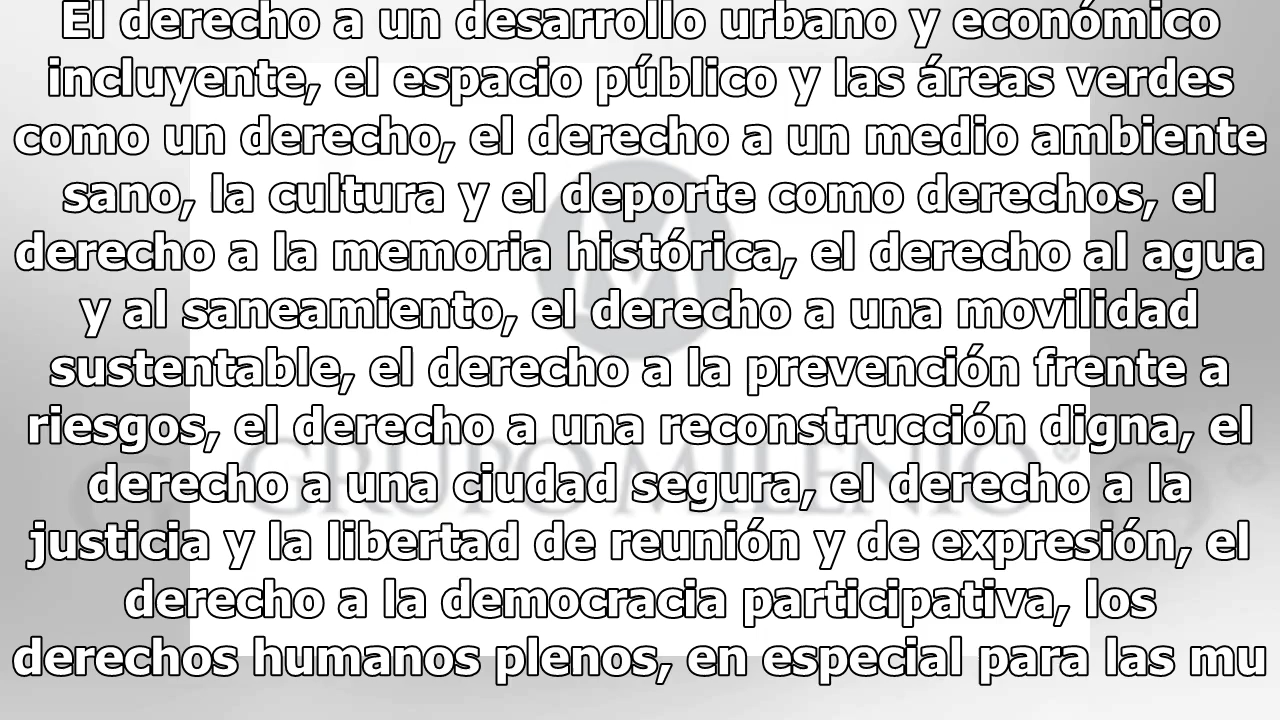 El derecho a un desarrollo urbano y económico
incluyente, el espacio público y las áreas verdes
como un derecho, el derecho a un medio ambiente
sano, la cultura y el deporte como derechos, el
derecho a la memoria histórica, el derecho al agua
y al saneamiento, el derecho a una movilidad
sustentable, el derecho a la prevención frente a
riesgos, el derecho a una reconstrucción digna, el
derecho a una ciudad segura, el derecho a la
justicia y la libertad de reunión y de expresión, el
derecho a la democracia participativa, los
derechos humanos plenos, en especial para las mu
M
GRUPO MILENIO®